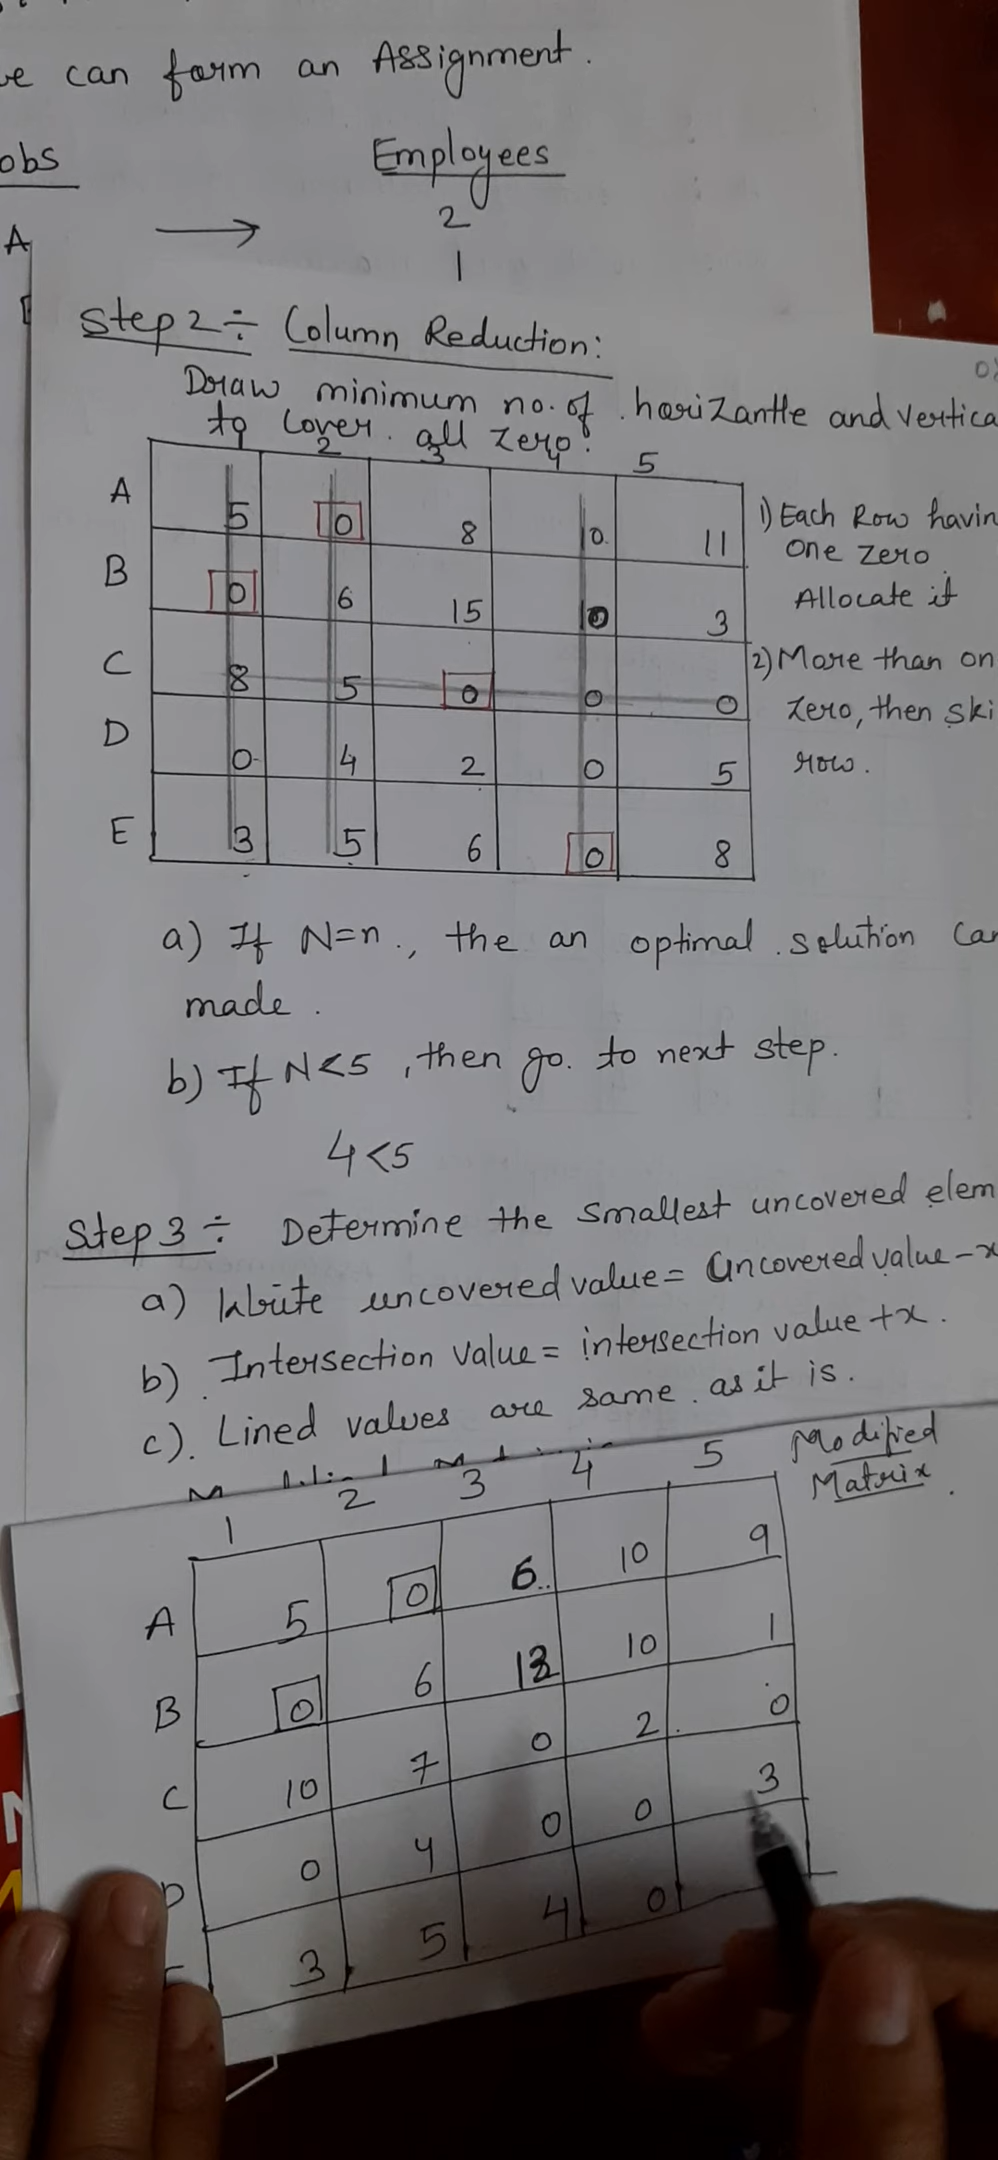 can form an Assignment.
obs Employees
A → 2
1
Step 2 ÷ Column Reduction:
Draw minimum no. of horizantle and vertica
to Cover all zero.
2 3 4 5
A 5 0 8 10 11
B 0 6 15 10 3
C 8 5 0 0 0
D 0 4 2 0 5
E 3 5 6 0 8
1) Each Row havin
one zero
Allocate it
2) More than on
zero, then ski
row.
a) If N=n., the an optimal solution can
made.
b) If N<5, then go to next step.
4<5
Step 3 ÷ Determine the smallest uncovered elem
a) Write uncovered value = Uncovered value - x
b) Intersection value = intersection value + x.
c) Lined values are same as it is.
Modified
Matrix.
1 2 3 4 5
A 5 0 6 10 9
B 0 6 13 10 1
C 10 7 0 2 0
D 0 4 0 0 3
3 5 4 0